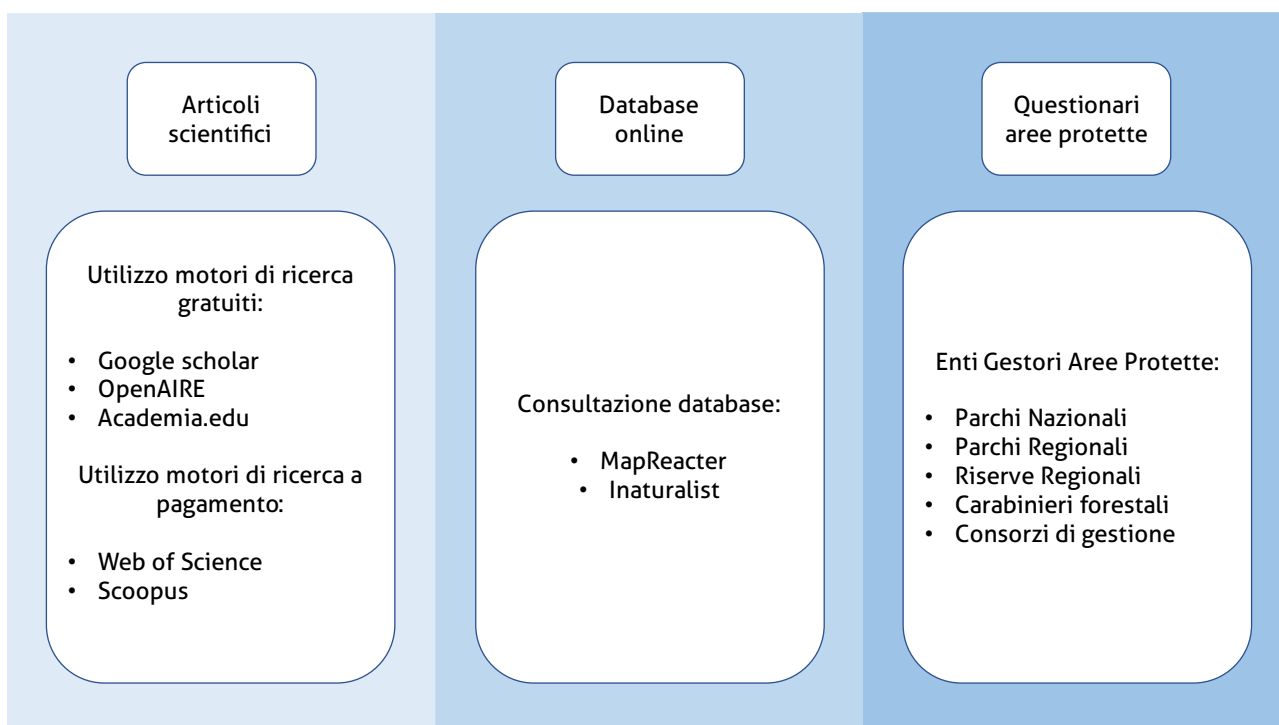 Articoli
scientifici
Utilizzo motori di ricerca
gratuiti:
• Google scholar
• OpenAIRE
• Academia.edu
Utilizzo motori di ricerca a
pagamento:
• Web of Science
• Scoopus
Database
online
Consultazione database:
• MapReacter
• Inaturalist
Questionari
aree protette
Enti Gestori Aree Protette:
• Parchi Nazionali
• Parchi Regionali
• Riserve Regionali
• Carabinieri forestali
• Consorzi di gestione